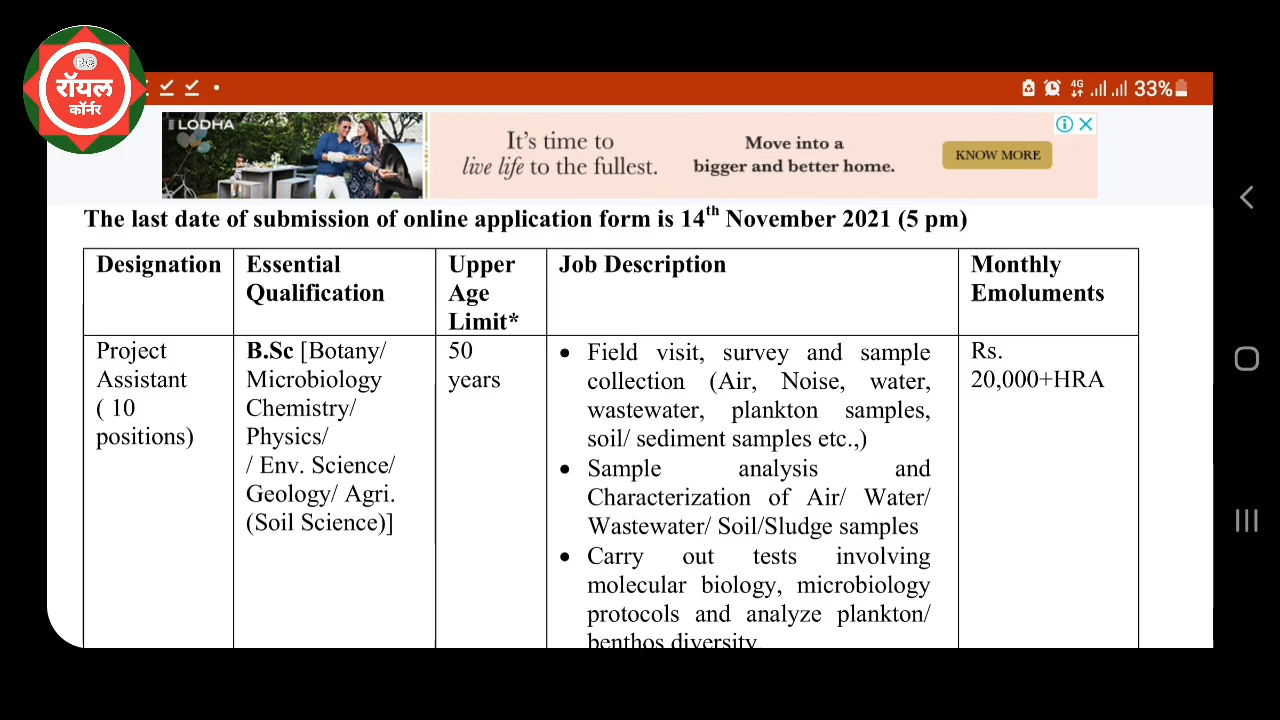 RC
रॉयल
कॉर्नर
4G
33%
LODHA
It's time to
live life to the fullest.
Move into a
bigger and better home.
KNOW MORE
The last date of submission of online application form is 14th November 2021 (5 pm)
Designation
Essential
Qualification
Upper
Age
Limit*
Job Description
Monthly
Emoluments
Project
Assistant
( 10
positions)
B.Sc [Botany/
Microbiology
Chemistry/
Physics/
/ Env. Science/
Geology/ Agri.
(Soil Science)]
50
years
• Field visit, survey and sample
collection (Air, Noise, water,
wastewater, plankton samples,
soil/ sediment samples etc.,)
• Sample analysis and
Characterization of Air/ Water/
Wastewater/ Soil/Sludge samples
• Carry out tests involving
molecular biology, microbiology
protocols and analyze plankton/
benthos diversity.
Rs.
20,000+HRA